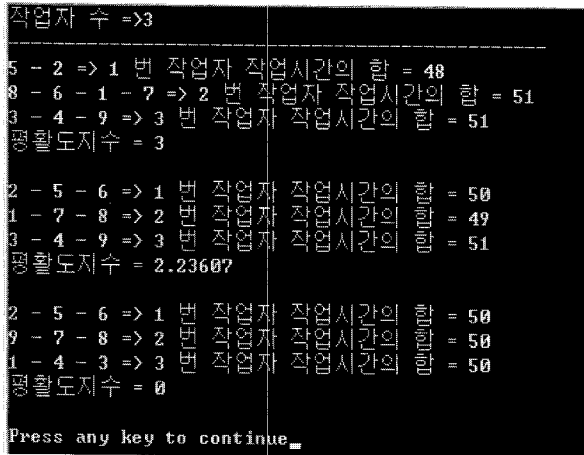 작업자 수 =>3
------------------------------------------------------------
5 - 2 => 1 번 작업자 작업시간의 합 = 48
8 - 6 - 1 - 7 => 2 번 작업자 작업시간의 합 = 51
3 - 4 - 9 => 3 번 작업자 작업시간의 합 = 51
평활도지수 = 3
2 - 5 - 6 => 1 번 작업자 작업시간의 합 = 50
1 - 7 - 8 => 2 번 작업자 작업시간의 합 = 49
3 - 4 - 9 => 3 번 작업자 작업시간의 합 = 51
평활도지수 = 2.23607
2 - 5 - 6 => 1 번 작업자 작업시간의 합 = 50
9 - 7 - 8 => 2 번 작업자 작업시간의 합 = 50
1 - 4 - 3 => 3 번 작업자 작업시간의 합 = 50
평활도지수 = 0
Press any key to continue_